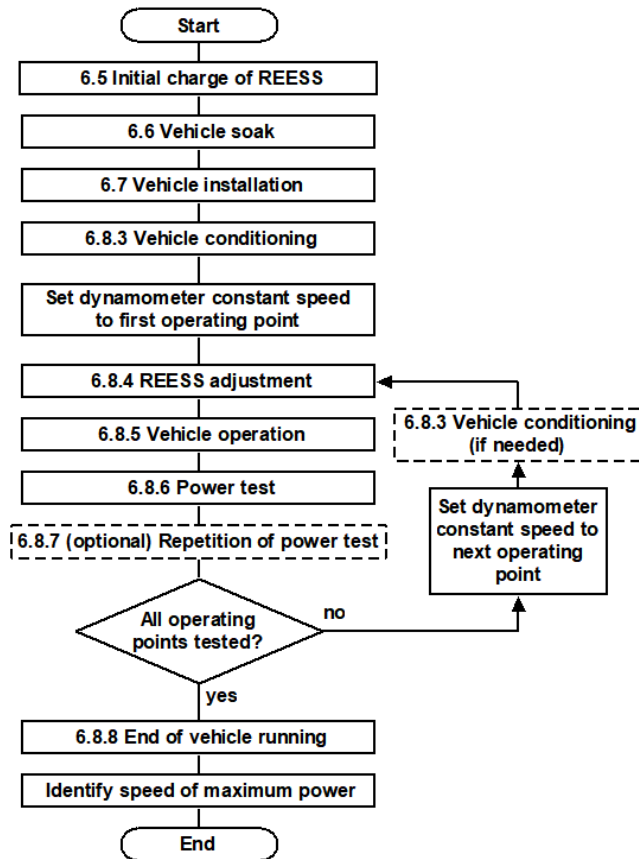 Start
6.5 Initial charge of REESS
6.6 Vehicle soak
6.7 Vehicle installation
6.8.3 Vehicle conditioning
Set dynamometer constant speed
to first operating point
6.8.4 REESS adjustment
6.8.5 Vehicle operation
6.8.6 Power test
6.8.7 (optional) Repetition of power test
All operating
points tested?
no
Set dynamometer
constant speed to
next operating
point
6.8.3 Vehicle conditioning
(if needed)
yes
6.8.8 End of vehicle running
Identify speed of maximum power
End